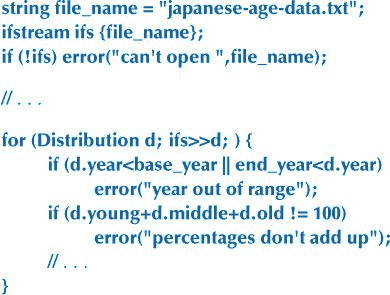 string file_name = "japanese-age-data.txt";
ifstream ifs {file_name};
if (!ifs) error("can't open ",file_name);
// . . .
for (Distribution d; ifs>>d; ) {
if (d.year<base_year || end_year<d.year)
error("year out of range");
if (d.young+d.middle+d.old != 100)
error("percentages don't add up");
// . . .
}